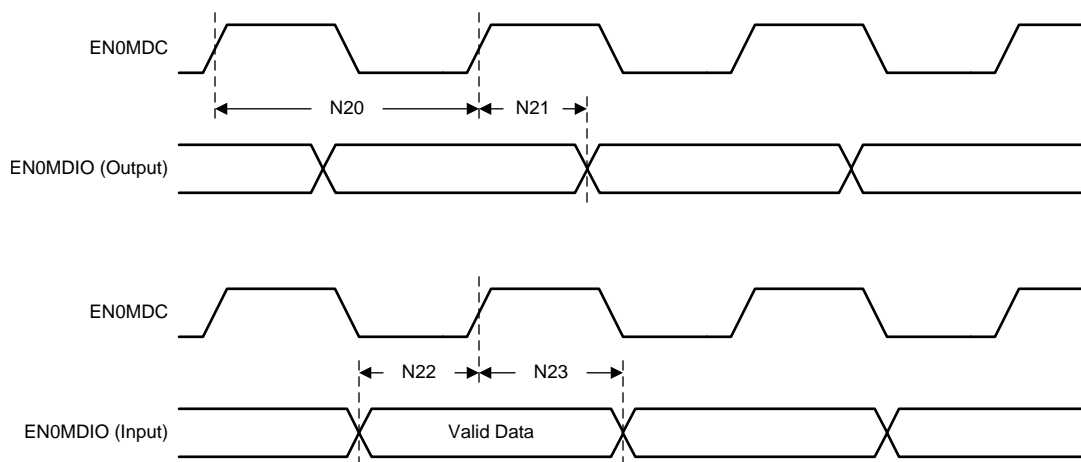 EN0MDC
N20
N21
EN0MDIO (Output)
EN0MDC
N22
N23
EN0MDIO (Input)
Valid Data